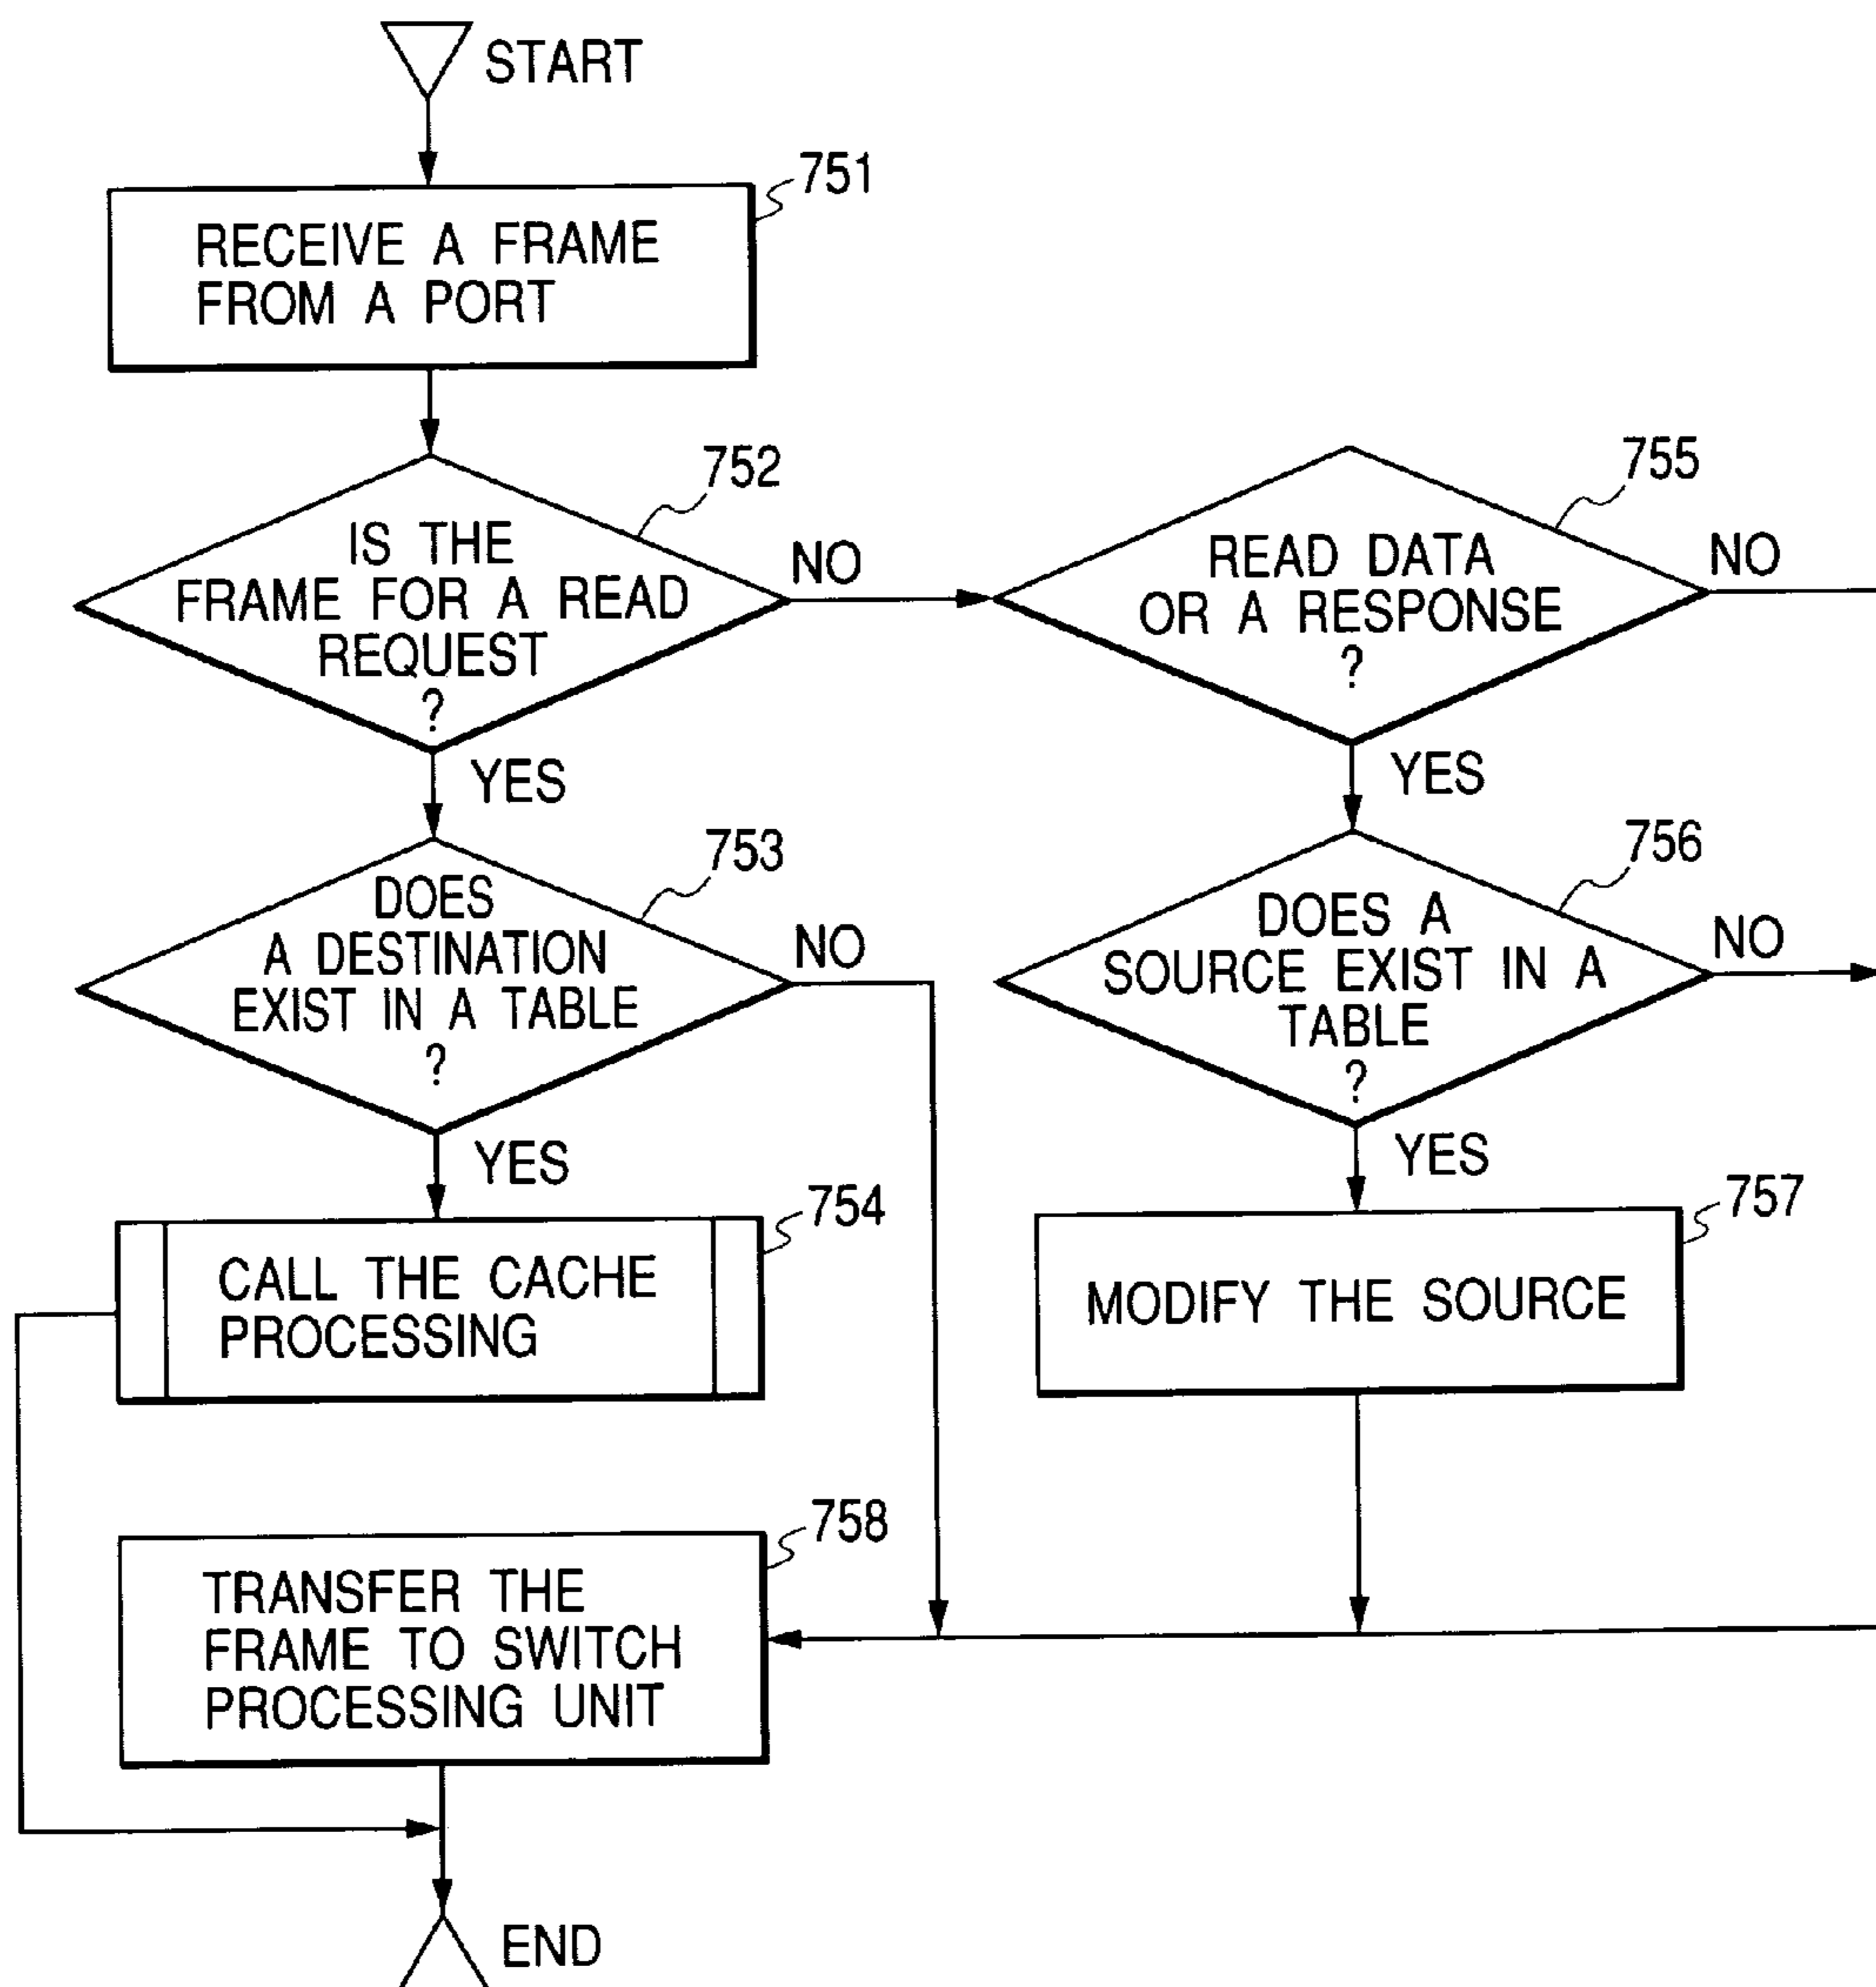 START
751
RECEIVE A FRAME
FROM A PORT
752
IS THE
FRAME FOR A READ
REQUEST
?
NO
YES
755
READ DATA
OR A RESPONSE
?
NO
YES
753
DOES
A DESTINATION
EXIST IN A TABLE
?
NO
YES
756
DOES A
SOURCE EXIST IN A
TABLE
?
NO
YES
754
CALL THE CACHE
PROCESSING
757
MODIFY THE SOURCE
758
TRANSFER THE
FRAME TO SWITCH
PROCESSING UNIT
END